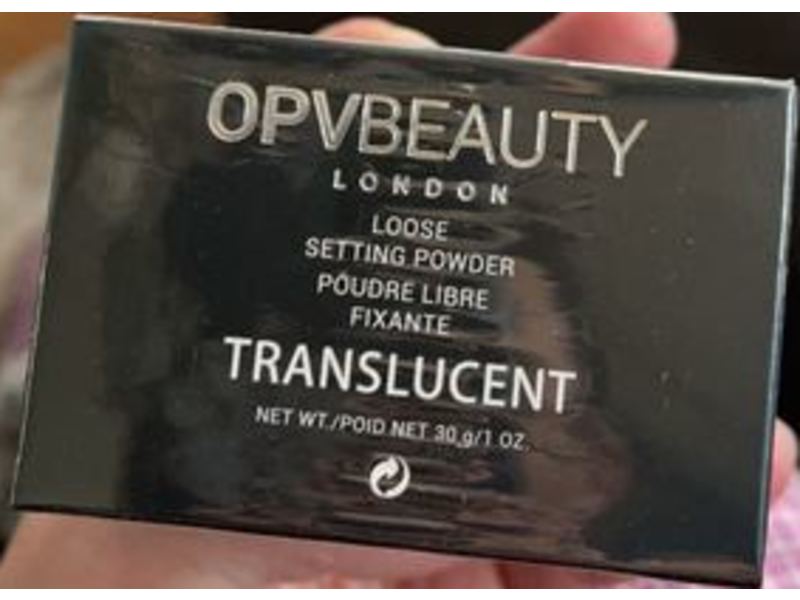 OPVBEAUTY
LONDON
LOOSE
SETTING POWDER
POUDRE LIBRE
FIXANTE
TRANSLUCENT
NET WT./POID NET 30 g/1 OZ.